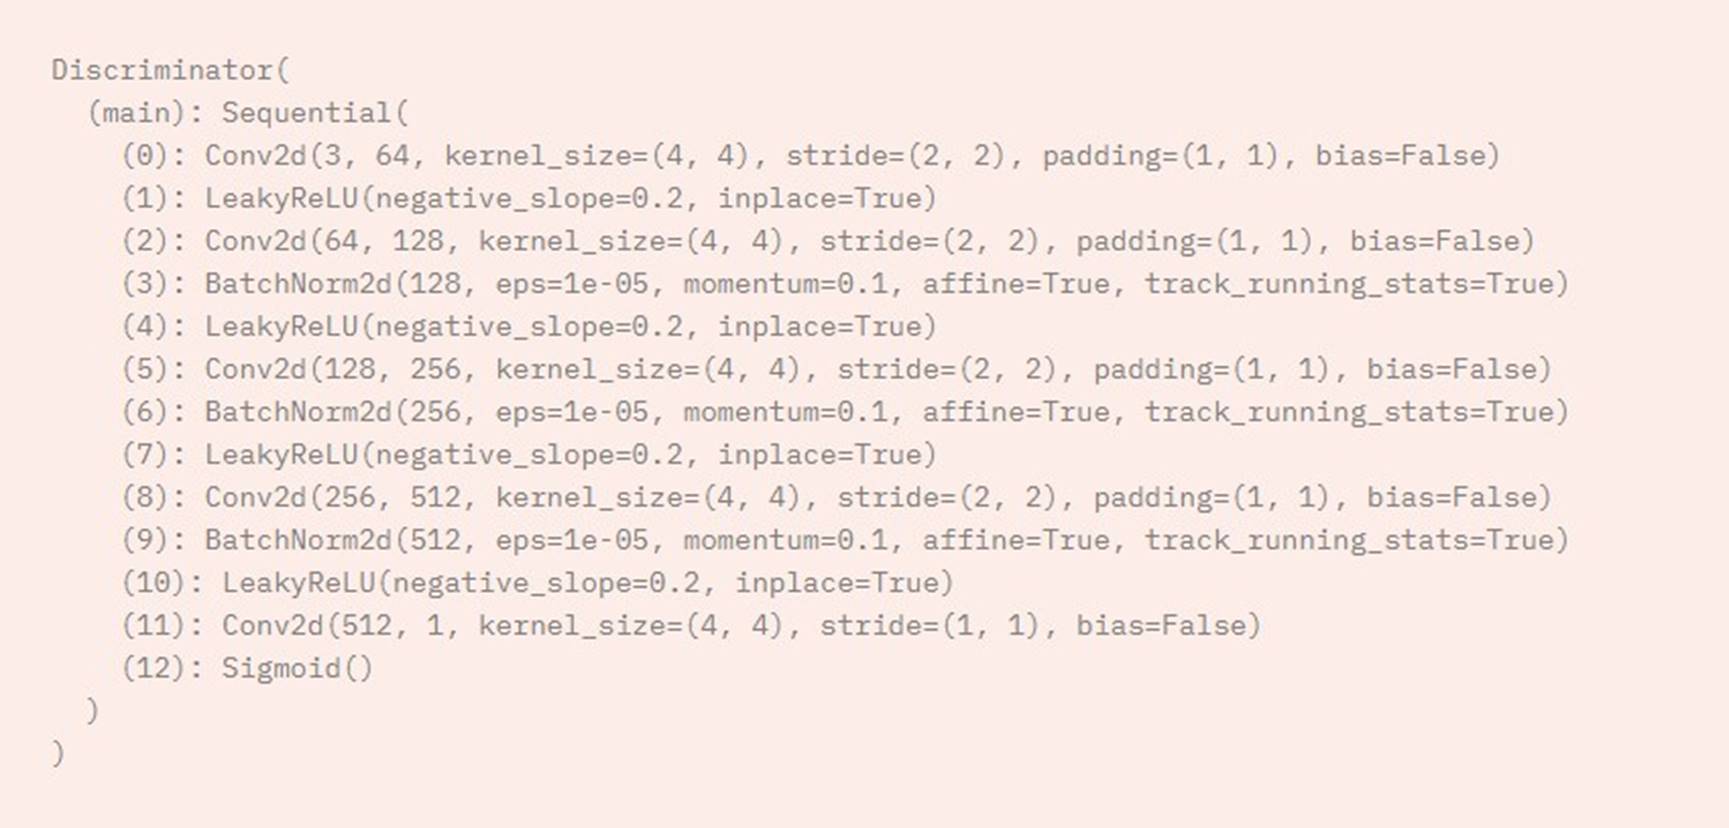 Discriminator(
  (main): Sequential(
    (0): Conv2d(3, 64, kernel_size=(4, 4), stride=(2, 2), padding=(1, 1), bias=False)
    (1): LeakyReLU(negative_slope=0.2, inplace=True)
    (2): Conv2d(64, 128, kernel_size=(4, 4), stride=(2, 2), padding=(1, 1), bias=False)
    (3): BatchNorm2d(128, eps=1e-05, momentum=0.1, affine=True, track_running_stats=True)
    (4): LeakyReLU(negative_slope=0.2, inplace=True)
    (5): Conv2d(128, 256, kernel_size=(4, 4), stride=(2, 2), padding=(1, 1), bias=False)
    (6): BatchNorm2d(256, eps=1e-05, momentum=0.1, affine=True, track_running_stats=True)
    (7): LeakyReLU(negative_slope=0.2, inplace=True)
    (8): Conv2d(256, 512, kernel_size=(4, 4), stride=(2, 2), padding=(1, 1), bias=False)
    (9): BatchNorm2d(512, eps=1e-05, momentum=0.1, affine=True, track_running_stats=True)
    (10): LeakyReLU(negative_slope=0.2, inplace=True)
    (11): Conv2d(512, 1, kernel_size=(4, 4), stride=(1, 1), bias=False)
    (12): Sigmoid()
  )
)